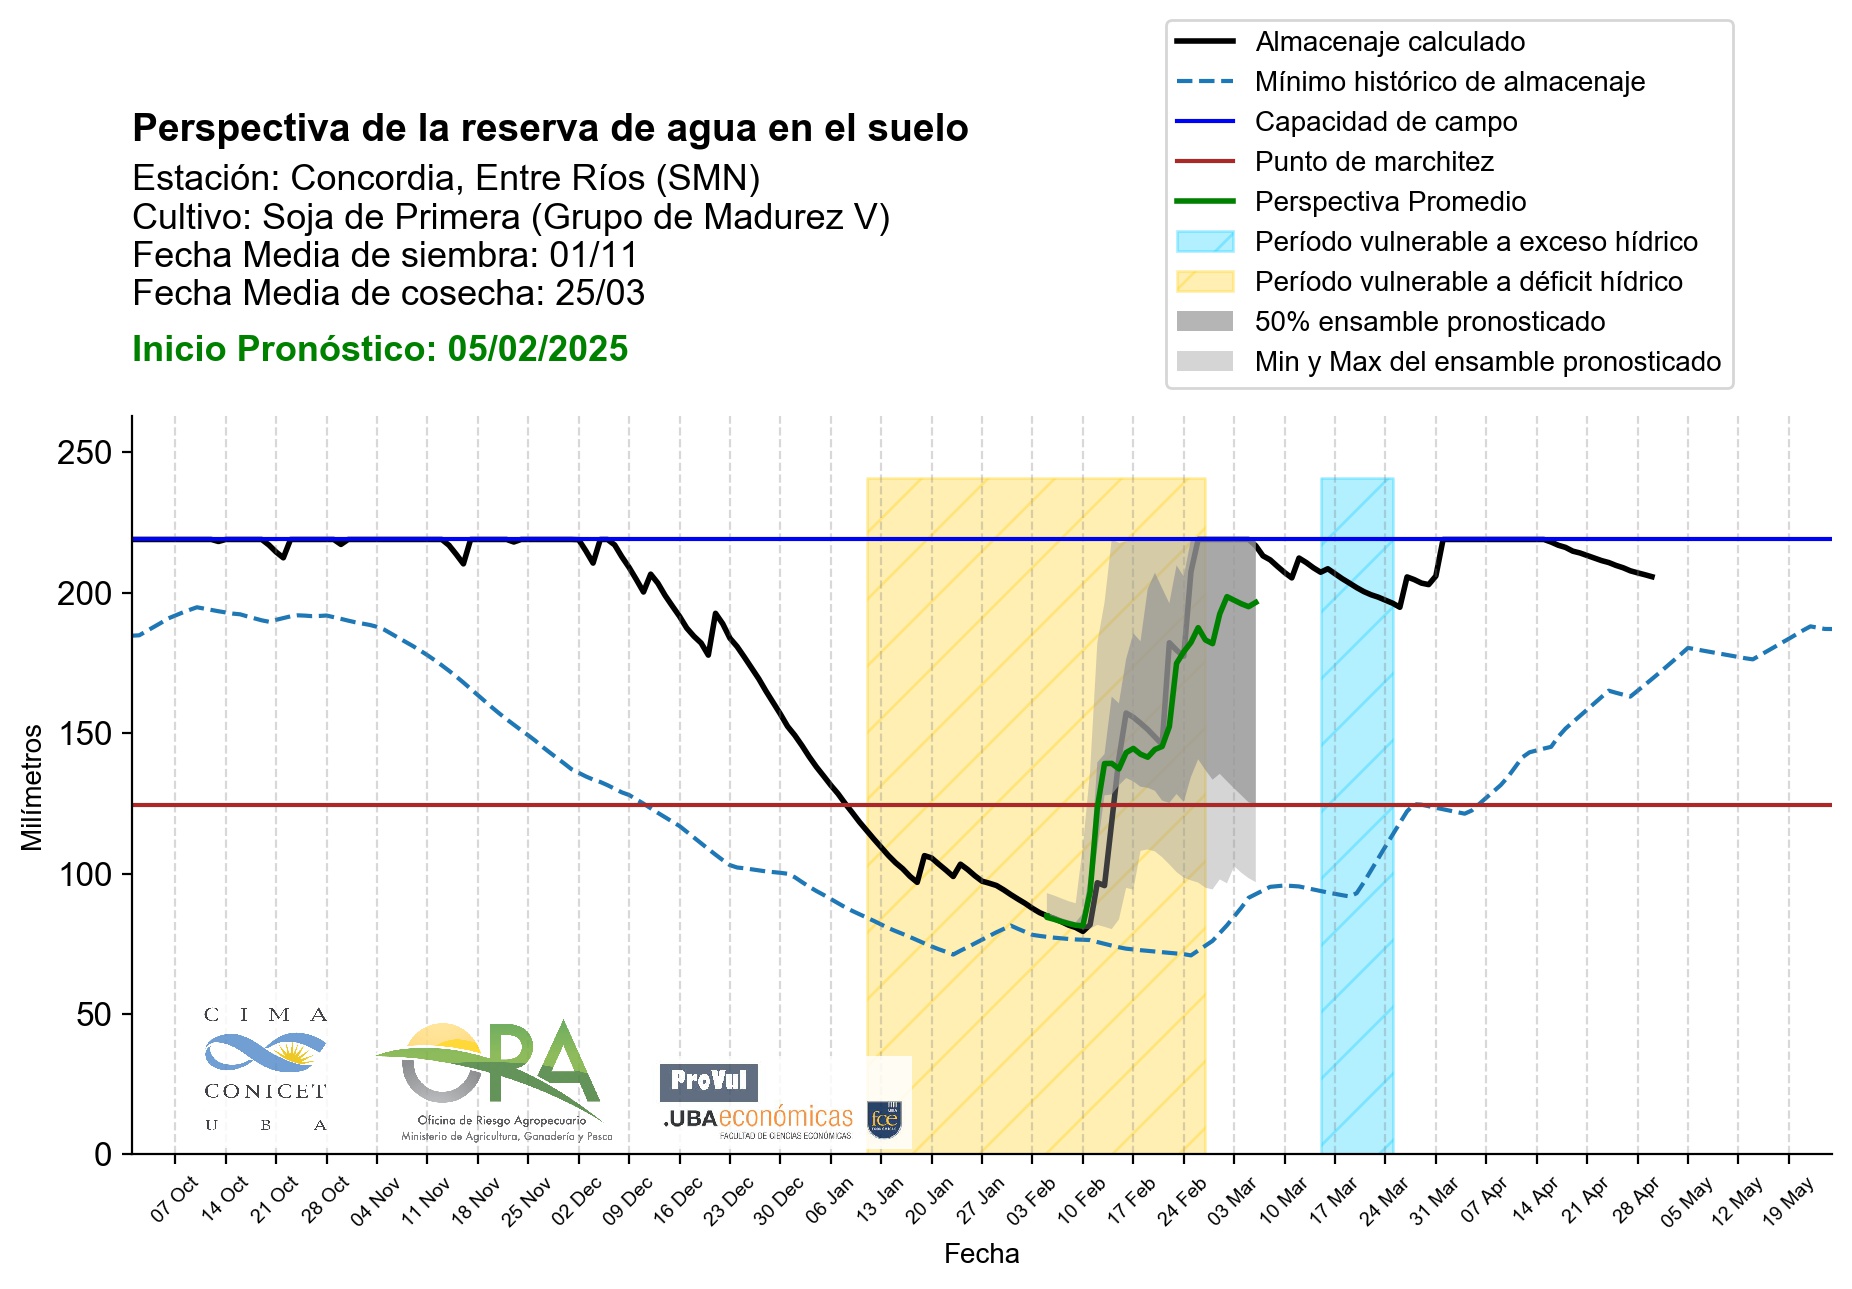 Almacenaje calculado
Mínimo histórico de almacenaje
Capacidad de campo
Punto de marchitez
Perspectiva Promedio
Período vulnerable a exceso hídrico
Período vulnerable a déficit hídrico
50% ensamble pronosticado
Min y Max del ensamble pronosticado
Perspectiva de la reserva de agua en el suelo
Estación: Concordia, Entre Ríos (SMN)
Cultivo: Soja de Primera (Grupo de Madurez V)
Fecha Media de siembra: 01/11
Fecha Media de cosecha: 25/03
Inicio Pronóstico: 05/02/2025
250
200
150
100
50
0
Milímetros
C I M A
CONICET
U B A
ORA
Oficina de Riesgo Agropecuario
Ministerio de Agricultura, Ganadería y Pesca
ProVul
.UBAeconómicas
FACULTAD DE CIENCIAS ECONÓMICAS
UBA
fce
07 Oct
14 Oct
21 Oct
28 Oct
04 Nov
11 Nov
18 Nov
25 Nov
02 Dec
09 Dec
16 Dec
23 Dec
30 Dec
06 Jan
13 Jan
20 Jan
27 Jan
03 Feb
10 Feb
17 Feb
24 Feb
03 Mar
10 Mar
17 Mar
24 Mar
31 Mar
07 Apr
14 Apr
21 Apr
28 Apr
05 May
12 May
19 May
Fecha